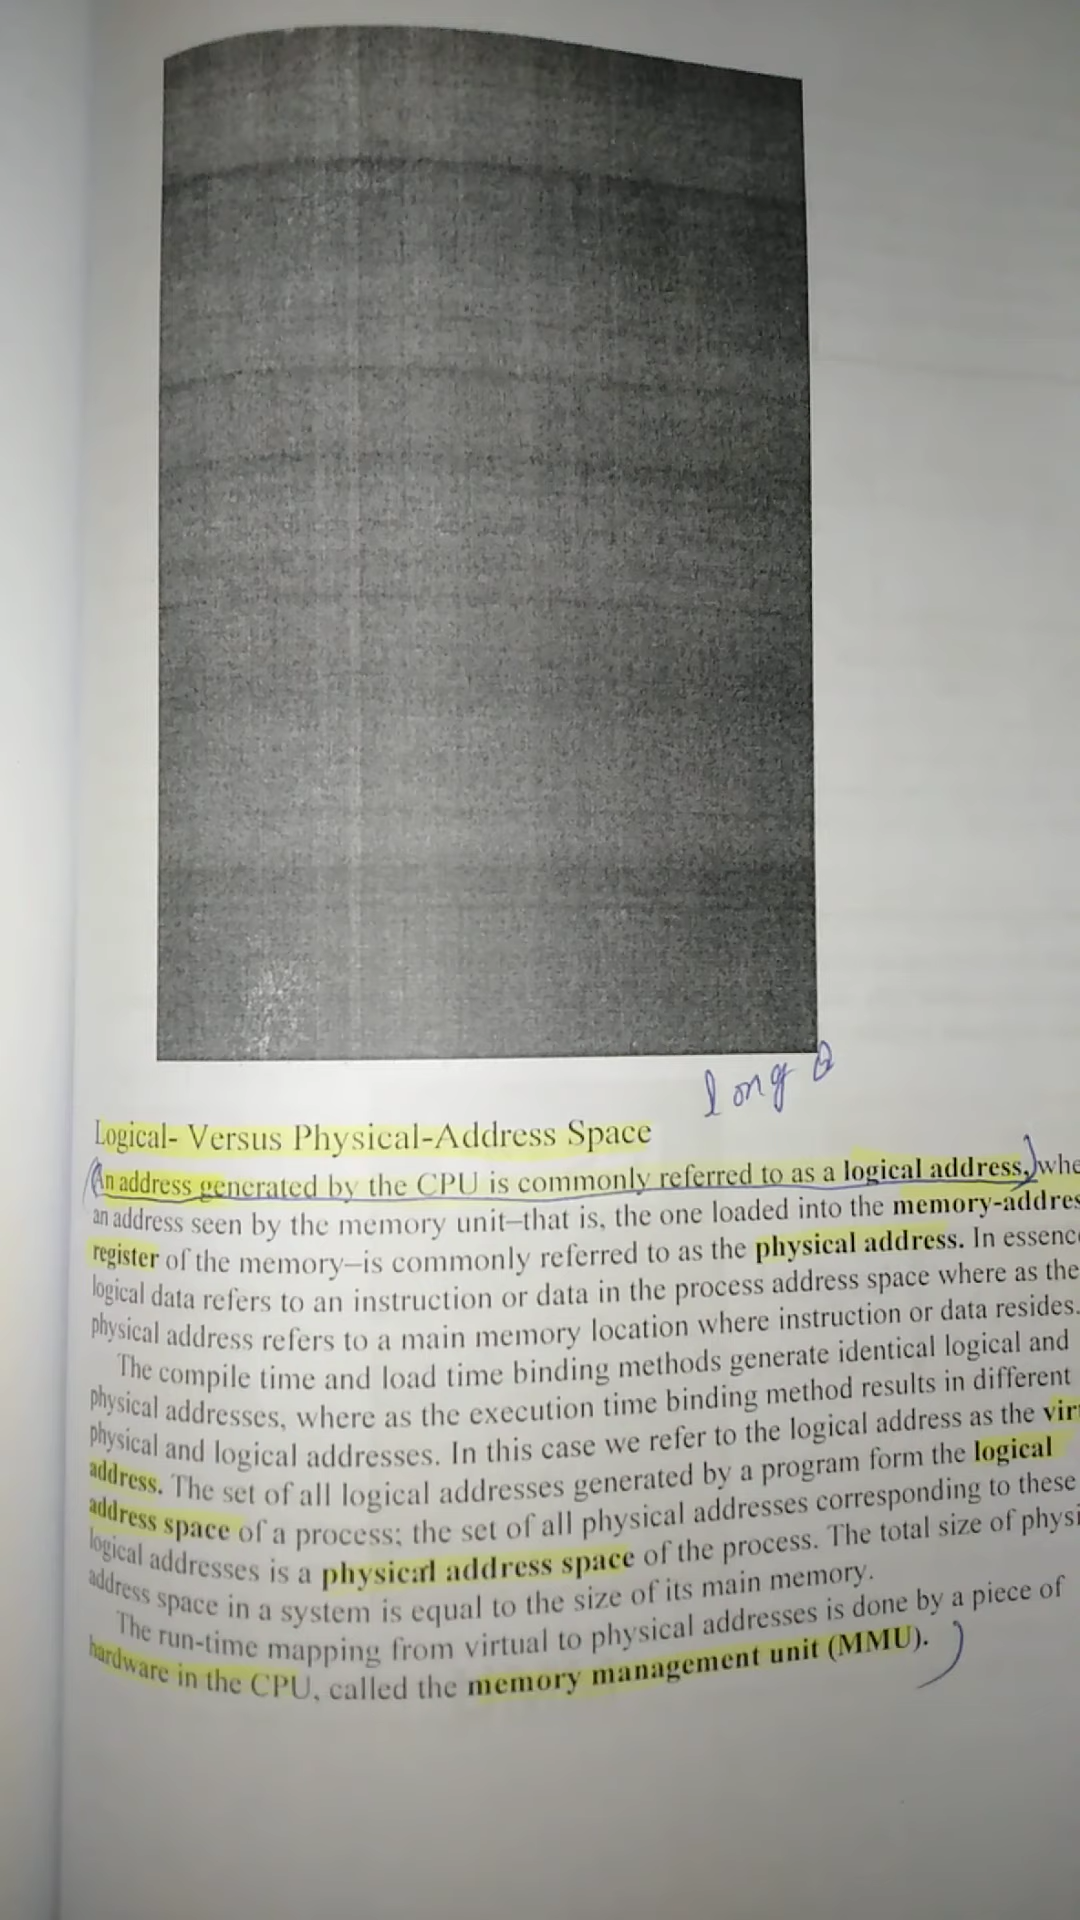 long Q
Logical- Versus Physical-Address Space
An address generated by the CPU is commonly referred to as a logical address, whe
an address seen by the memory unit–that is, the one loaded into the memory-addres
register of the memory–is commonly referred to as the physical address. In essenc
logical data refers to an instruction or data in the process address space where as the
physical address refers to a main memory location where instruction or data resides.
The compile time and load time binding methods generate identical logical and
physical addresses, where as the execution time binding method results in different
physical and logical addresses. In this case we refer to the logical address as the vir
address. The set of all logical addresses generated by a program form the logical
address space of a process; the set of all physical addresses corresponding to these
logical addresses is a physical address space of the process. The total size of physi
address space in a system is equal to the size of its main memory.
The run-time mapping from virtual to physical addresses is done by a piece of
hardware in the CPU, called the memory management unit (MMU).